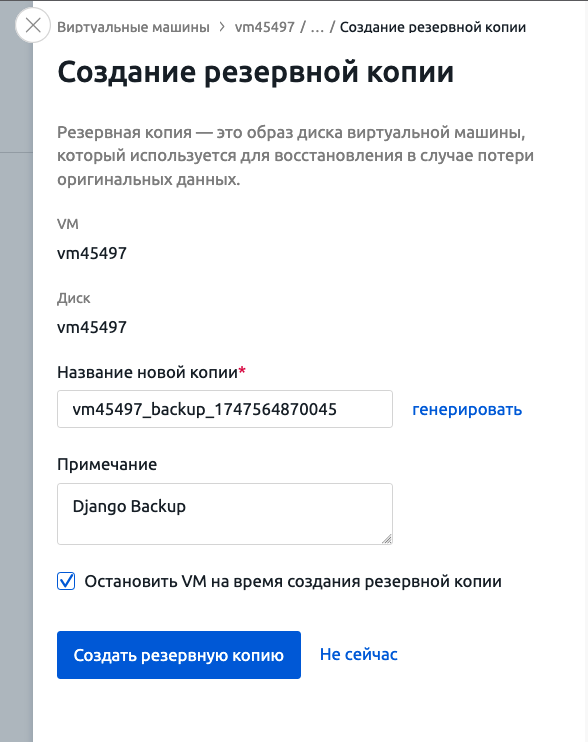 Виртуальные машины > vm45497 / ... / Создание резервной копии
Создание резервной копии
Резервная копия — это образ диска виртуальной машины,
который используется для восстановления в случае потери
оригинальных данных.
VM
vm45497
Диск
vm45497
Название новой копии*
vm45497_backup_1747564870045 генерировать
Примечание
Django Backup
Остановить VM на время создания резервной копии
Создать резервную копию Не сейчас